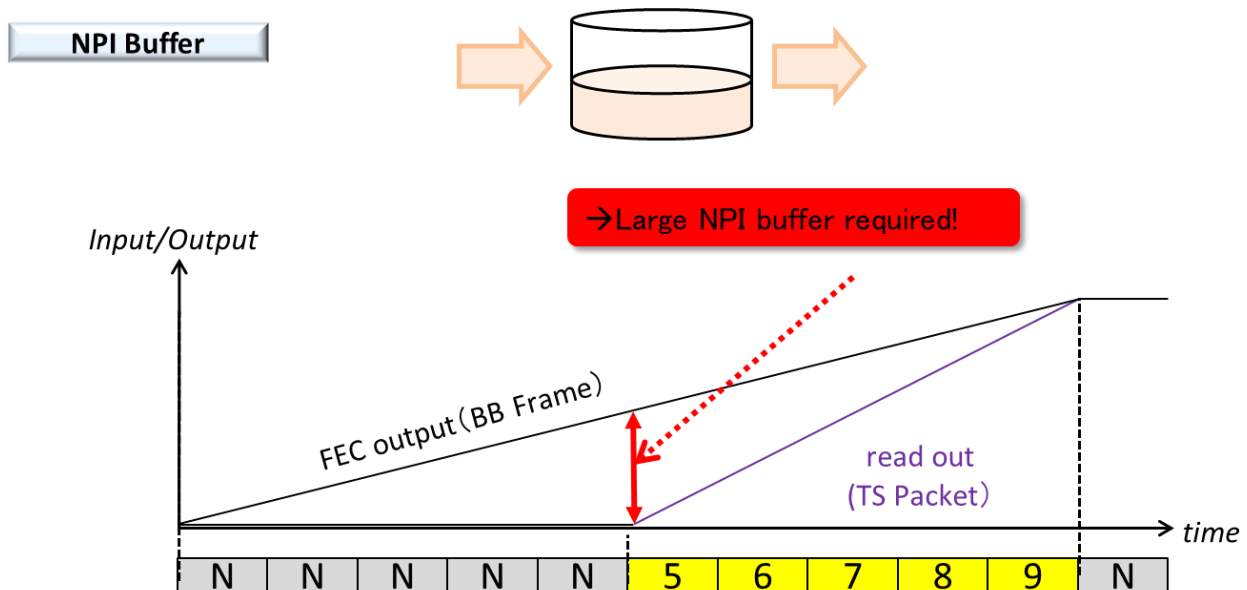 NPI Buffer
→Large NPI buffer required!
Input/Output
FEC output(BB Frame)
read out
(TS Packet)
time
N N N N N 5 6 7 8 9 N